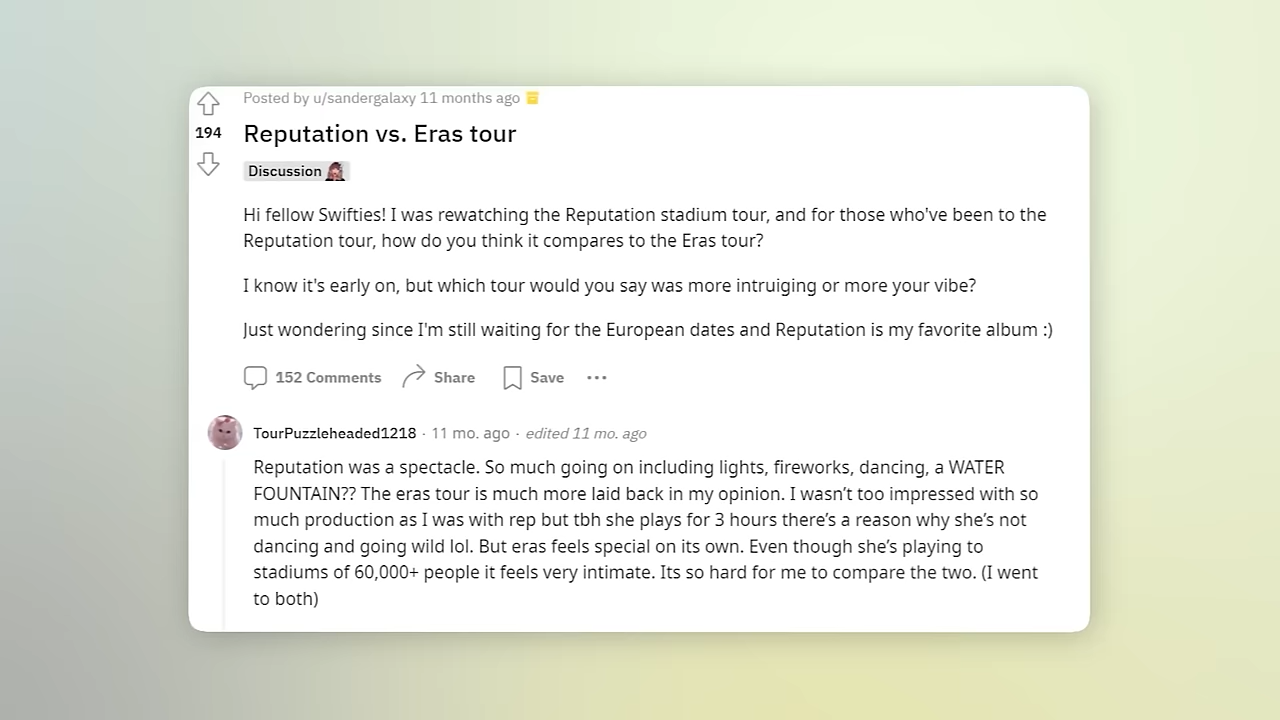 Posted by u/sandergalaxy 11 months ago
194
Reputation vs. Eras tour
Discussion
Hi fellow Swifties! I was rewatching the Reputation stadium tour, and for those who've been to the
Reputation tour, how do you think it compares to the Eras tour?
I know it's early on, but which tour would you say was more intruiging or more your vibe?
Just wondering since I'm still waiting for the European dates and Reputation is my favorite album :)
152 Comments Share Save ...
TourPuzzleheaded1218 · 11 mo. ago · edited 11 mo. ago
Reputation was a spectacle. So much going on including lights, fireworks, dancing, a WATER
FOUNTAIN?? The eras tour is much more laid back in my opinion. I wasn’t too impressed with so
much production as I was with rep but tbh she plays for 3 hours there’s a reason why she’s not
dancing and going wild lol. But eras feels special on its own. Even though she’s playing to
stadiums of 60,000+ people it feels very intimate. Its so hard for me to compare the two. (I went
to both)